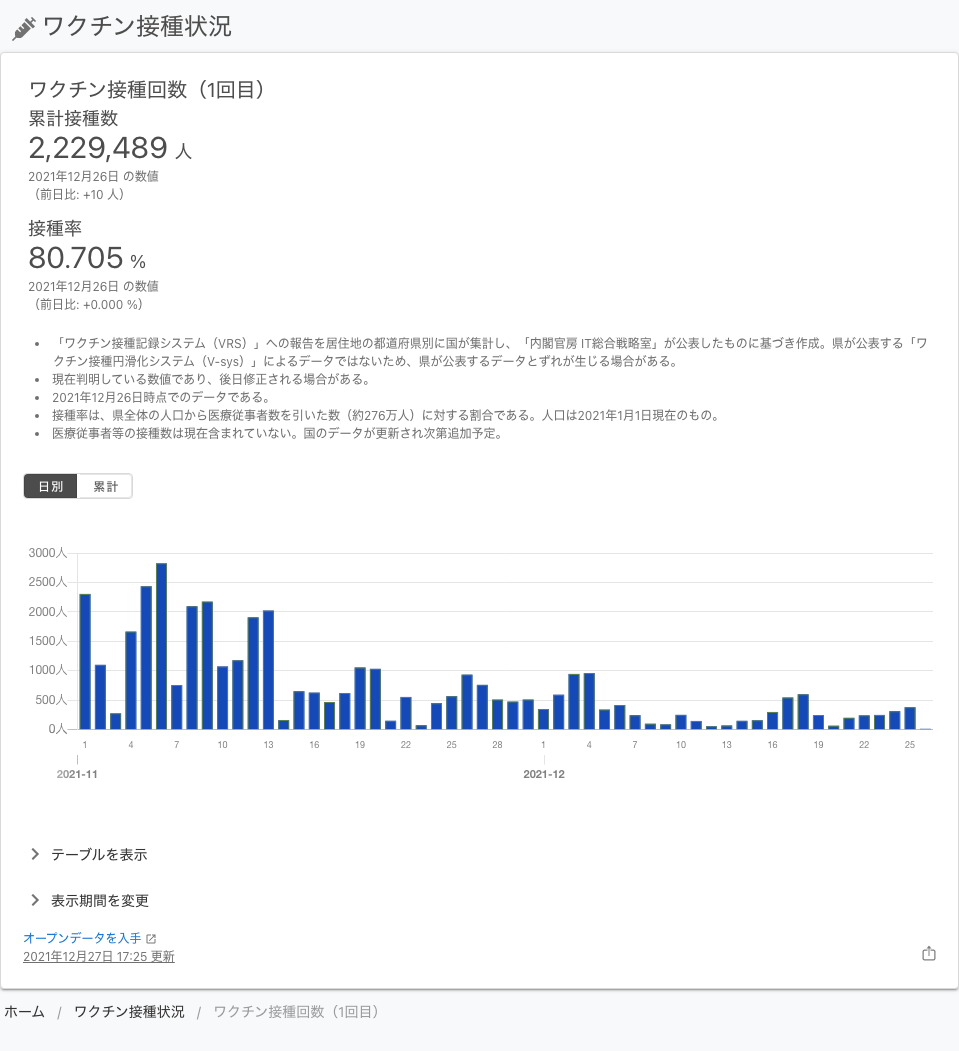 ワクチン接種状況
ワクチン接種回数（1回目）
累計接種数
2,229,489 人
2021年12月26日 の数値
（前日比: +10 人）
接種率
80.705 %
2021年12月26日 の数値
（前日比: +0.000 %）
• 「ワクチン接種記録システム（VRS）」への報告を居住地の都道府県別に国が集計し、「内閣官房 IT総合戦略室」が公表したものに基づき作成。県が公表する「ワ
クチン接種円滑化システム（V-sys）」によるデータではないため、県が公表するデータとずれが生じる場合がある。
• 現在判明している数値であり、後日修正される場合がある。
• 2021年12月26日時点でのデータである。
• 接種率は、県全体の人口から医療従事者数を引いた数（約276万人）に対する割合である。人口は2021年1月1日現在のもの。
• 医療従事者等の接種数は現在含まれていない。国のデータが更新され次第追加予定。
日別 累計
3000人
2500人
2000人
1500人
1000人
500人
0人
1 4 7 10 13 16 19 22 25 28 1 4 7 10 13 16 19 22 25
2021-11 2021-12
テーブルを表示
表示期間を変更
オープンデータを入手
2021年12月27日 17:25 更新
ホーム / ワクチン接種状況 / ワクチン接種回数（1回目）